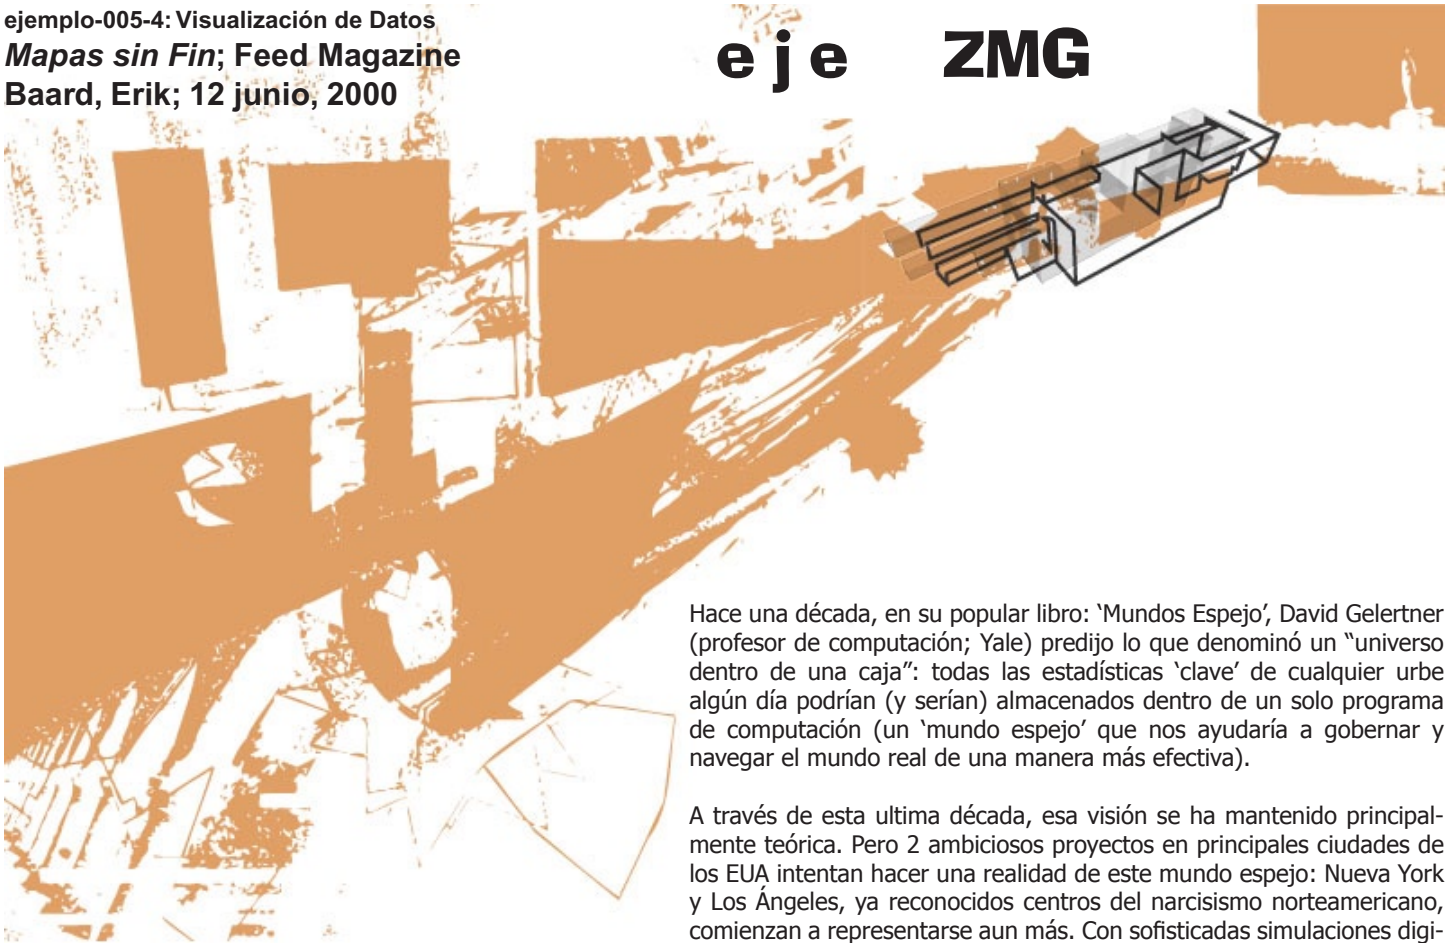 ejemplo-005-4: Visualización de Datos
Mapas sin Fin; Feed Magazine
Baard, Erik; 12 junio, 2000
eje ZMG
Hace una década, en su popular libro: ‘Mundos Espejo’, David Gelertner
(profesor de computación; Yale) predijo lo que denominó un “universo
dentro de una caja”: todas las estadísticas ‘clave’ de cualquier urbe
algún día podrían (y serían) almacenados dentro de un solo programa
de computación (un ‘mundo espejo’ que nos ayudaría a gobernar y
navegar el mundo real de una manera más efectiva).
A través de esta ultima década, esa visión se ha mantenido principal-
mente teórica. Pero 2 ambiciosos proyectos en principales ciudades de
los EUA intentan hacer una realidad de este mundo espejo: Nueva York
y Los Ángeles, ya reconocidos centros del narcisismo norteamericano,
comienzan a representarse aun más. Con sofisticadas simulaciones digi-